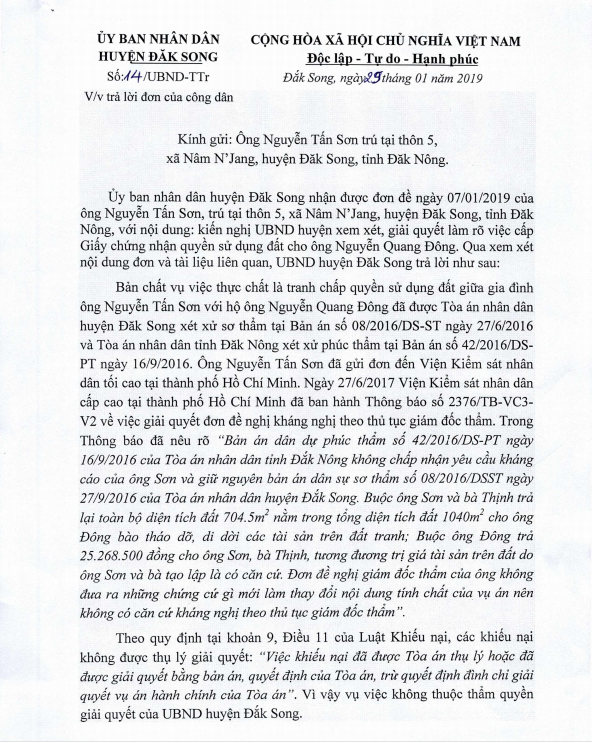 ỦY BAN NHÂN DÂN
HUYỆN ĐĂK SONG
Số:14/UBND-TTr
V/v trả lời đơn của công dân
CỘNG HÒA XÃ HỘI CHỦ NGHĨA VIỆT NAM
Độc lập - Tự do - Hạnh phúc
Đắk Song, ngày 29 tháng 01 năm 2019
Kính gửi: Ông Nguyễn Tấn Sơn trú tại thôn 5,
xã Nâm N'Jang, huyện Đăk Song, tỉnh Đăk Nông.
Ủy ban nhân dân huyện Đăk Song nhận được đơn đề ngày 07/01/2019 của
ông Nguyễn Tấn Sơn, trú tại thôn 5, xã Nâm N'Jang, huyện Đăk Song, tỉnh Đăk
Nông, với nội dung: kiến nghị UBND huyện xem xét, giải quyết làm rõ việc cấp
Giấy chứng nhận quyền sử dụng đất cho ông Nguyễn Quang Đông. Qua xem xét
nội dung đơn và tài liệu liên quan, UBND huyện Đăk Song trả lời như sau:
Bản chất vụ việc thực chất là tranh chấp quyền sử dụng đất giữa gia đình
ông Nguyễn Tấn Sơn với hộ ông Nguyễn Quang Đông đã được Tòa án nhân dân
huyện Đăk Song xét xử sơ thẩm tại Bản án số 08/2016/DS-ST ngày 27/6/2016
và Tòa án nhân dân tỉnh Đăk Nông xét xử phúc thẩm tại Bản án số 42/2016/DS-
PT ngày 16/9/2016. Ông Nguyễn Tấn Sơn đã gửi đơn đến Viện Kiểm sát nhân
dân tối cao tại thành phố Hồ Chí Minh. Ngày 27/6/2017 Viện Kiểm sát nhân dân
cấp cao tại thành phố Hồ Chí Minh đã ban hành Thông báo số 2376/TB-VC3-
V2 về việc giải quyết đơn đề nghị kháng nghị theo thủ tục giám đốc thẩm. Trong
Thông báo đã nêu rõ "Bản án dân dự phúc thẩm số 42/2016/DS-PT ngày
16/9/2016 của Tòa án nhân dân tỉnh Đắk Nông không chấp nhận yêu cầu kháng
cáo của ông Sơn và giữ nguyên bản án dân sự sơ thẩm số 08/2016/DSST ngày
27/9/2016 của Tòa án nhân dân huyện Đắk Song. Buộc ông Sơn và bà Thịnh trả
lại toàn bộ diện tích đất 704.5m² nằm trong tổng diện tích đất 1040m² cho ông
Đông bào tháo dỡ, di dời các tài sản trên đất tranh; Buộc ông Đông trả
25.268.500 đồng cho ông Sơn, bà Thịnh, tương đương trị giá tài sản trên đất do
ông Sơn và bà tạo lập là có căn cứ. Đơn đề nghị giám đốc thẩm của ông không
đưa ra những chứng cứ gì mới làm thay đổi nội dung tính chất của vụ án nên
không có căn cứ kháng nghị theo thủ tục giám đốc thẩm".
Theo quy định tại khoản 9, Điều 11 của Luật Khiếu nại, các khiếu nại
không được thụ lý giải quyết: "Việc khiếu nại đã được Tòa án thụ lý hoặc đã
được giải quyết bằng bản án, quyết định của Tòa án, trừ quyết định đình chỉ giải
quyết vụ án hành chính của Tòa án". Vì vậy vụ việc không thuộc thẩm quyền
giải quyết của UBND huyện Đăk Song.